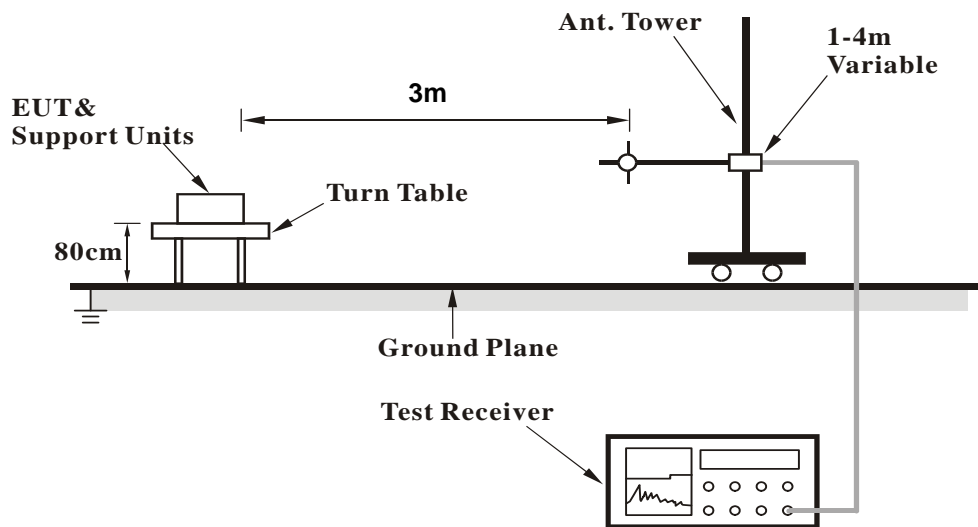 Ant. Tower
1-4m
Variable
3m
EUT&
Support Units
Turn Table
80cm
Ground Plane
Test Receiver